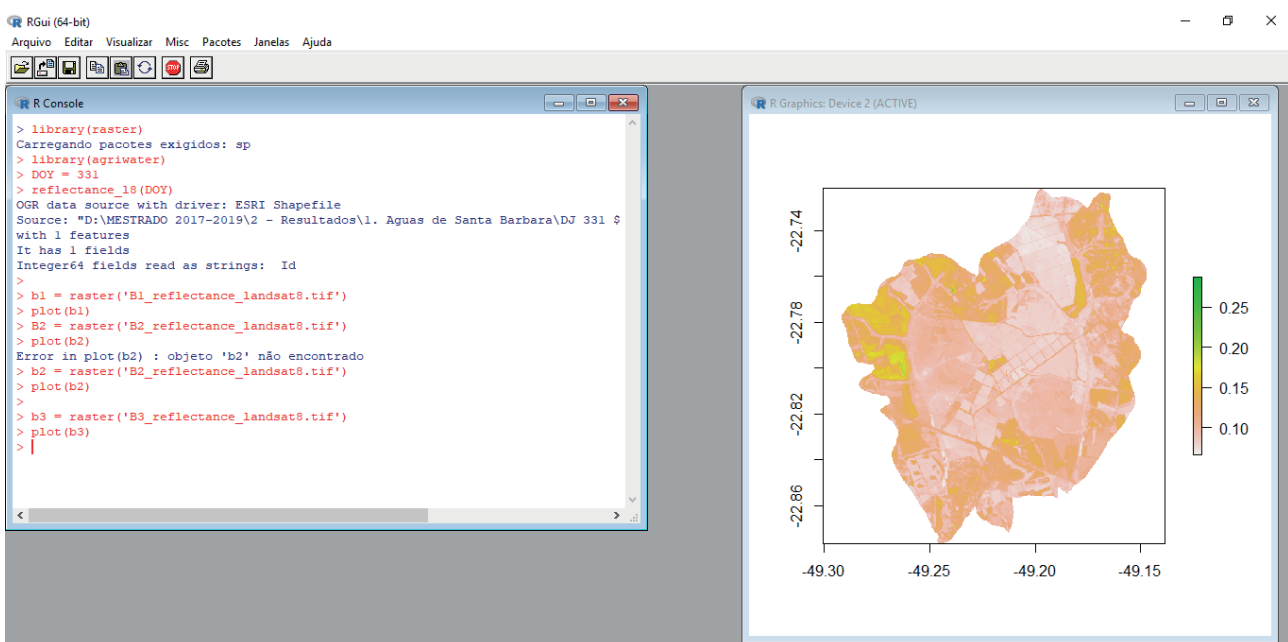 RGui (64-bit)
Arquivo Editar Visualizar Misc Pacotes Janelas Ajuda
STOP
R Console
> library(raster)
Carregando pacotes exigidos: sp
> library(agriwater)
> DOY = 331
> reflectance_l8(DOY)
OGR data source with driver: ESRI Shapefile
Source: "D:\MESTRADO 2017-2019\2 - Resultados\1. Aguas de Santa Barbara\DJ 331 $
with 1 features
It has 1 fields
Integer64 fields read as strings:  Id
>
> b1 = raster('B1_reflectance_landsat8.tif')
> plot(b1)
> B2 = raster('B2_reflectance_landsat8.tif')
> plot(b2)
Error in plot(b2) : objeto 'b2' não encontrado
> b2 = raster('B2_reflectance_landsat8.tif')
> plot(b2)
>
> b3 = raster('B3_reflectance_landsat8.tif')
> plot(b3)
>
R Graphics: Device 2 (ACTIVE)
-22.74
-22.78
-22.82
-22.86
-49.30 -49.25 -49.20 -49.15
0.25
0.20
0.15
0.10